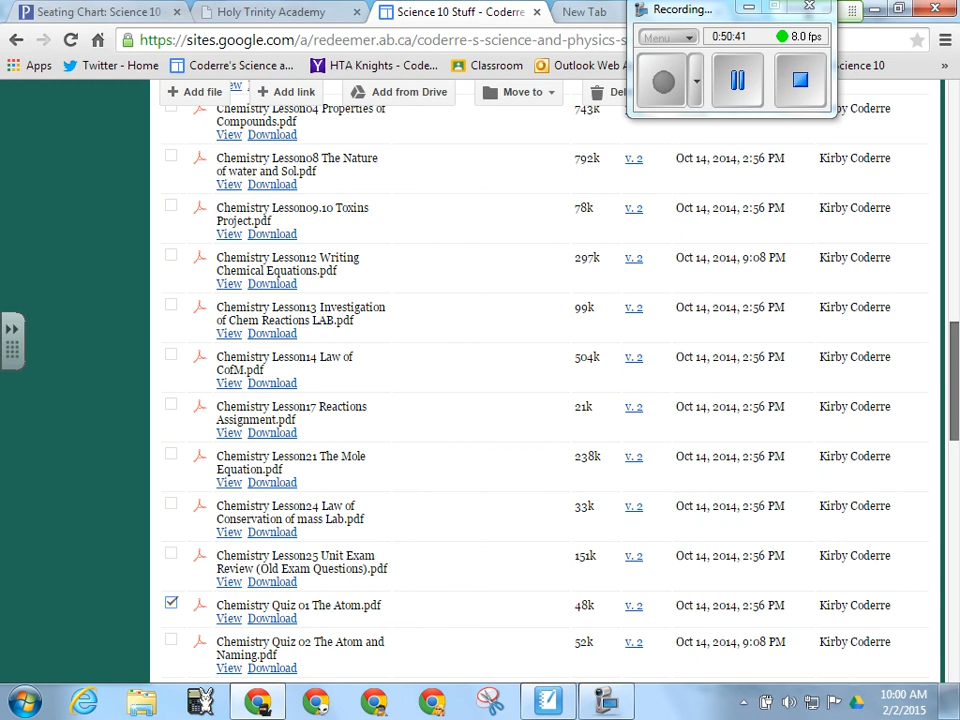 Seating Chart: Science 10
Holy Trinity Academy
Science 10 Stuff - Coderre
New Tab
Recording...
Menu
0:50:41
8.0 fps
https://sites.google.com/a/redeemer.ab.ca/coderre-s-science-and-physics-s
Apps
Twitter - Home
Coderre's Science a...
HTA Knights - Code...
Classroom
Outlook Web A
cience 10
»
Add file
Add link
Add from Drive
Move to
Del
Chemistry Lesson04 Properties of
Compounds.pdf
743k
v. 2
Oct 14, 2014, 2:56 PM
Kirby Coderre
View Download
Chemistry Lesson08 The Nature
of water and Sol.pdf
792k
v. 2
Oct 14, 2014, 2:56 PM
Kirby Coderre
View Download
Chemistry Lesson09.10 Toxins
Project.pdf
78k
v. 2
Oct 14, 2014, 2:56 PM
Kirby Coderre
View Download
Chemistry Lesson12 Writing
Chemical Equations.pdf
297k
v. 2
Oct 14, 2014, 9:08 PM
Kirby Coderre
View Download
Chemistry Lesson13 Investigation
of Chem Reactions LAB.pdf
99k
v. 2
Oct 14, 2014, 2:56 PM
Kirby Coderre
View Download
Chemistry Lesson14 Law of
CofM.pdf
504k
v. 2
Oct 14, 2014, 2:56 PM
Kirby Coderre
View Download
Chemistry Lesson17 Reactions
Assignment.pdf
21k
v. 2
Oct 14, 2014, 2:56 PM
Kirby Coderre
View Download
Chemistry Lesson21 The Mole
Equation.pdf
238k
v. 2
Oct 14, 2014, 2:56 PM
Kirby Coderre
View Download
Chemistry Lesson24 Law of
Conservation of mass Lab.pdf
33k
v. 2
Oct 14, 2014, 2:56 PM
Kirby Coderre
View Download
Chemistry Lesson25 Unit Exam
Review (Old Exam Questions).pdf
151k
v. 2
Oct 14, 2014, 2:56 PM
Kirby Coderre
View Download
Chemistry Quiz 01 The Atom.pdf
48k
v. 2
Oct 14, 2014, 2:56 PM
Kirby Coderre
View Download
Chemistry Quiz 02 The Atom and
Naming.pdf
52k
v. 2
Oct 14, 2014, 9:08 PM
Kirby Coderre
View Download
10:00 AM
2/2/2015